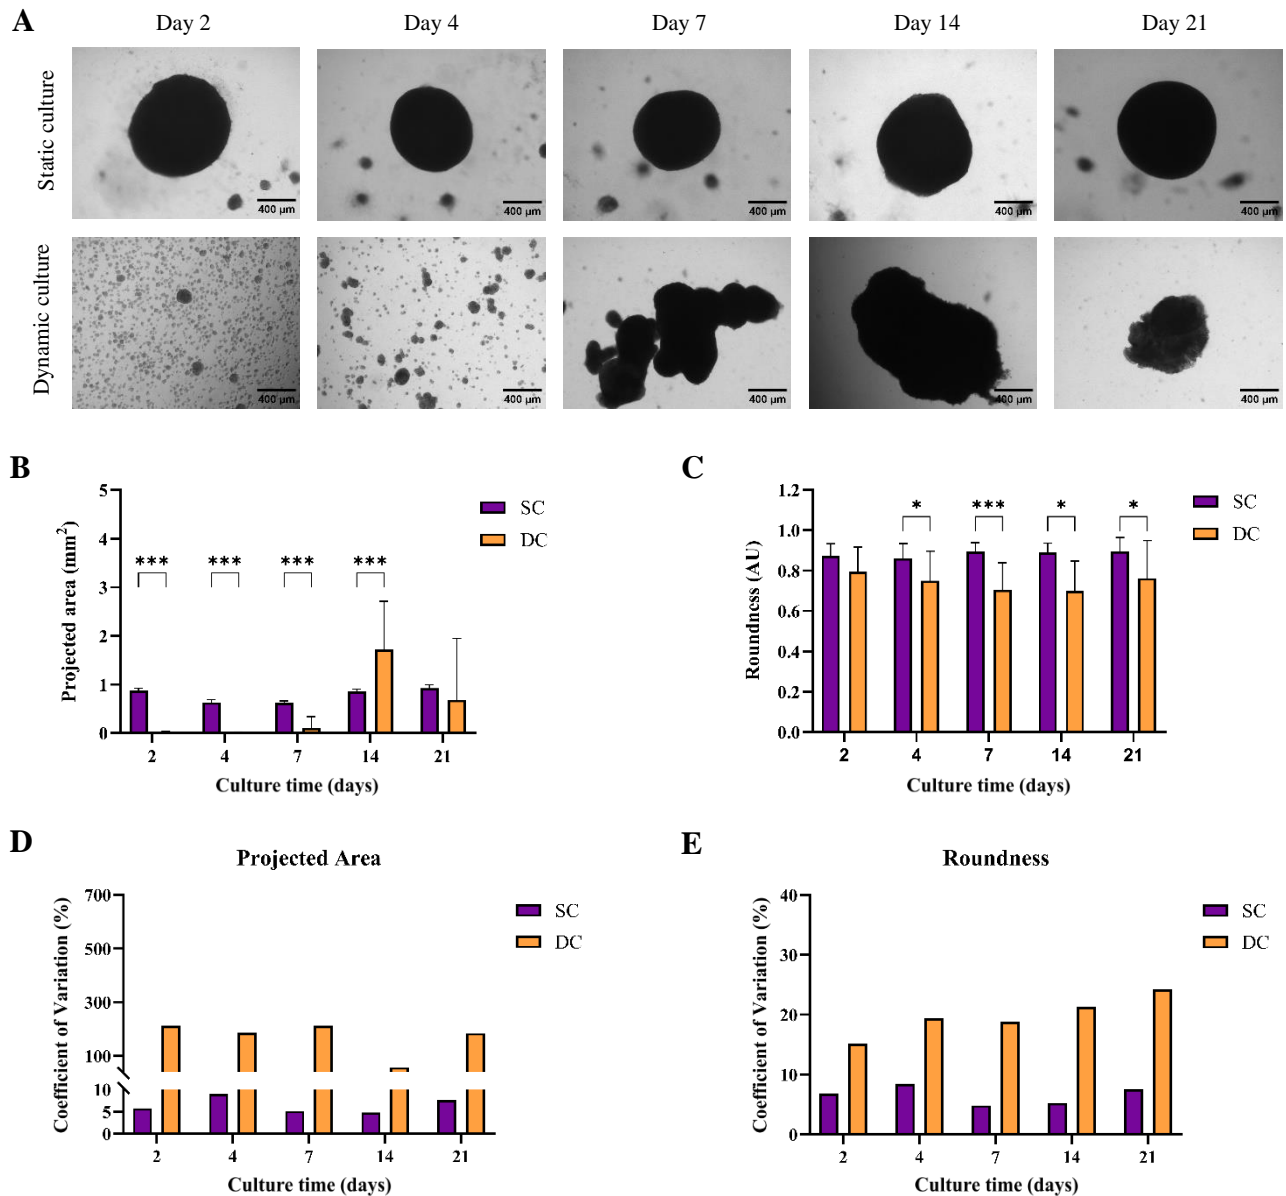 A
Day 2
Day 4
Day 7
Day 14
Day 21
Static culture
400 µm
400 µm
400 µm
400 µm
400 µm
Dynamic culture
400 µm
400 µm
400 µm
400 µm
400 µm
B
Projected area (mm²)
5
4
3
2
1
0
***
***
***
***
2
4
7
14
21
Culture time (days)
SC
DC
C
Roundness (AU)
1.2
1.0
0.8
0.6
0.4
0.2
0.0
*
***
*
*
2
4
7
14
21
Culture time (days)
SC
DC
D
Projected Area
Coefficient of Variation (%)
700
500
300
100
10
5
0
2
4
7
14
21
Culture time (days)
SC
DC
E
Roundness
Coefficient of Variation (%)
40
30
20
10
0
2
4
7
14
21
Culture time (days)
SC
DC